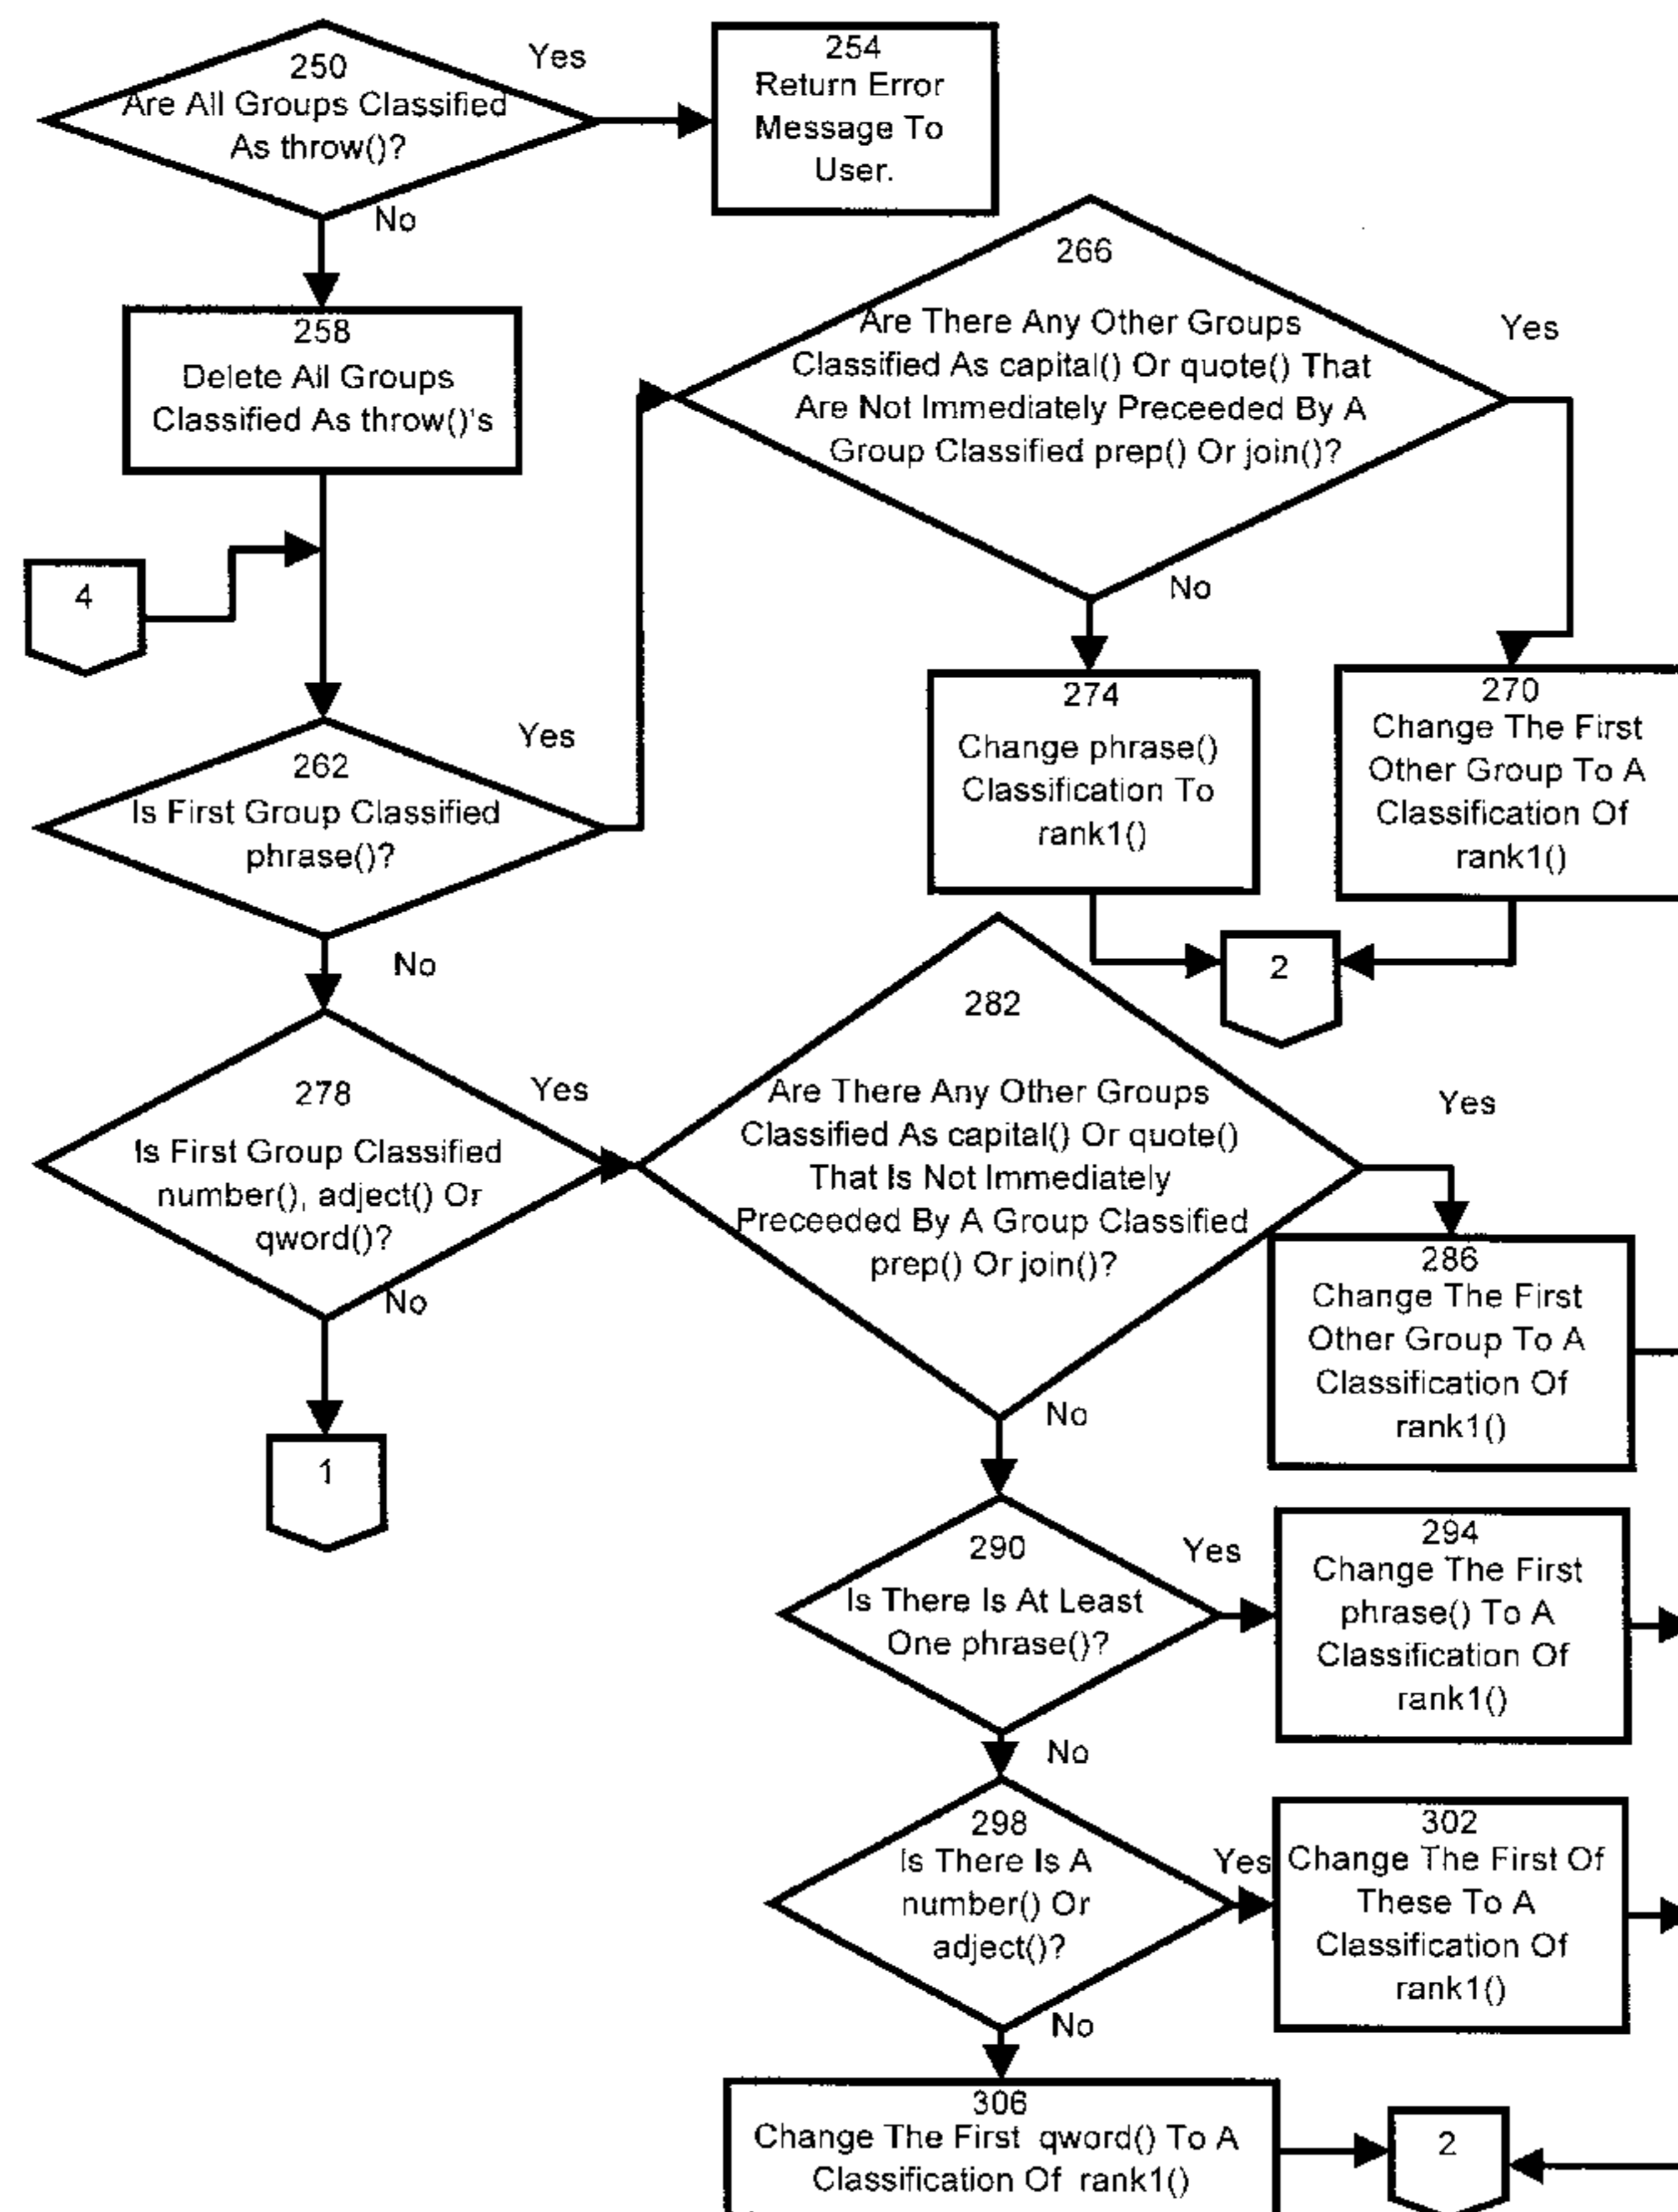 250
Are All Groups Classified
As throw()?
Yes
No
254
Return Error
Message To
User.
258
Delete All Groups
Classified As throw()'s
4
262
Is First Group Classified
phrase()?
Yes
No
266
Are There Any Other Groups
Classified As capital() Or quote() That
Are Not Immediately Preceeded By A
Group Classified prep() Or join()?
Yes
No
274
Change phrase()
Classification To
rank1()
270
Change The First
Other Group To A
Classification Of
rank1()
2
278
Is First Group Classified
number(), adject() Or
qword()?
Yes
No
1
282
Are There Any Other Groups
Classified As capital() Or quote()
That Is Not Immediately
Preceeded By A Group Classified
prep() Or join()?
Yes
No
286
Change The First
Other Group To A
Classification Of
rank1()
290
Is There Is At Least
One phrase()?
Yes
No
294
Change The First
phrase() To A
Classification Of
rank1()
298
Is There Is A
number() Or
adject()?
Yes
No
302
Change The First Of
These To A
Classification Of
rank1()
306
Change The First qword() To A
Classification Of rank1()
2